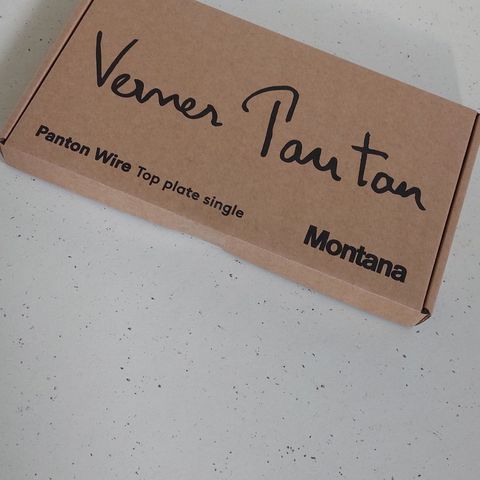 Verner Panton
Panton Wire Top plate single
Montana